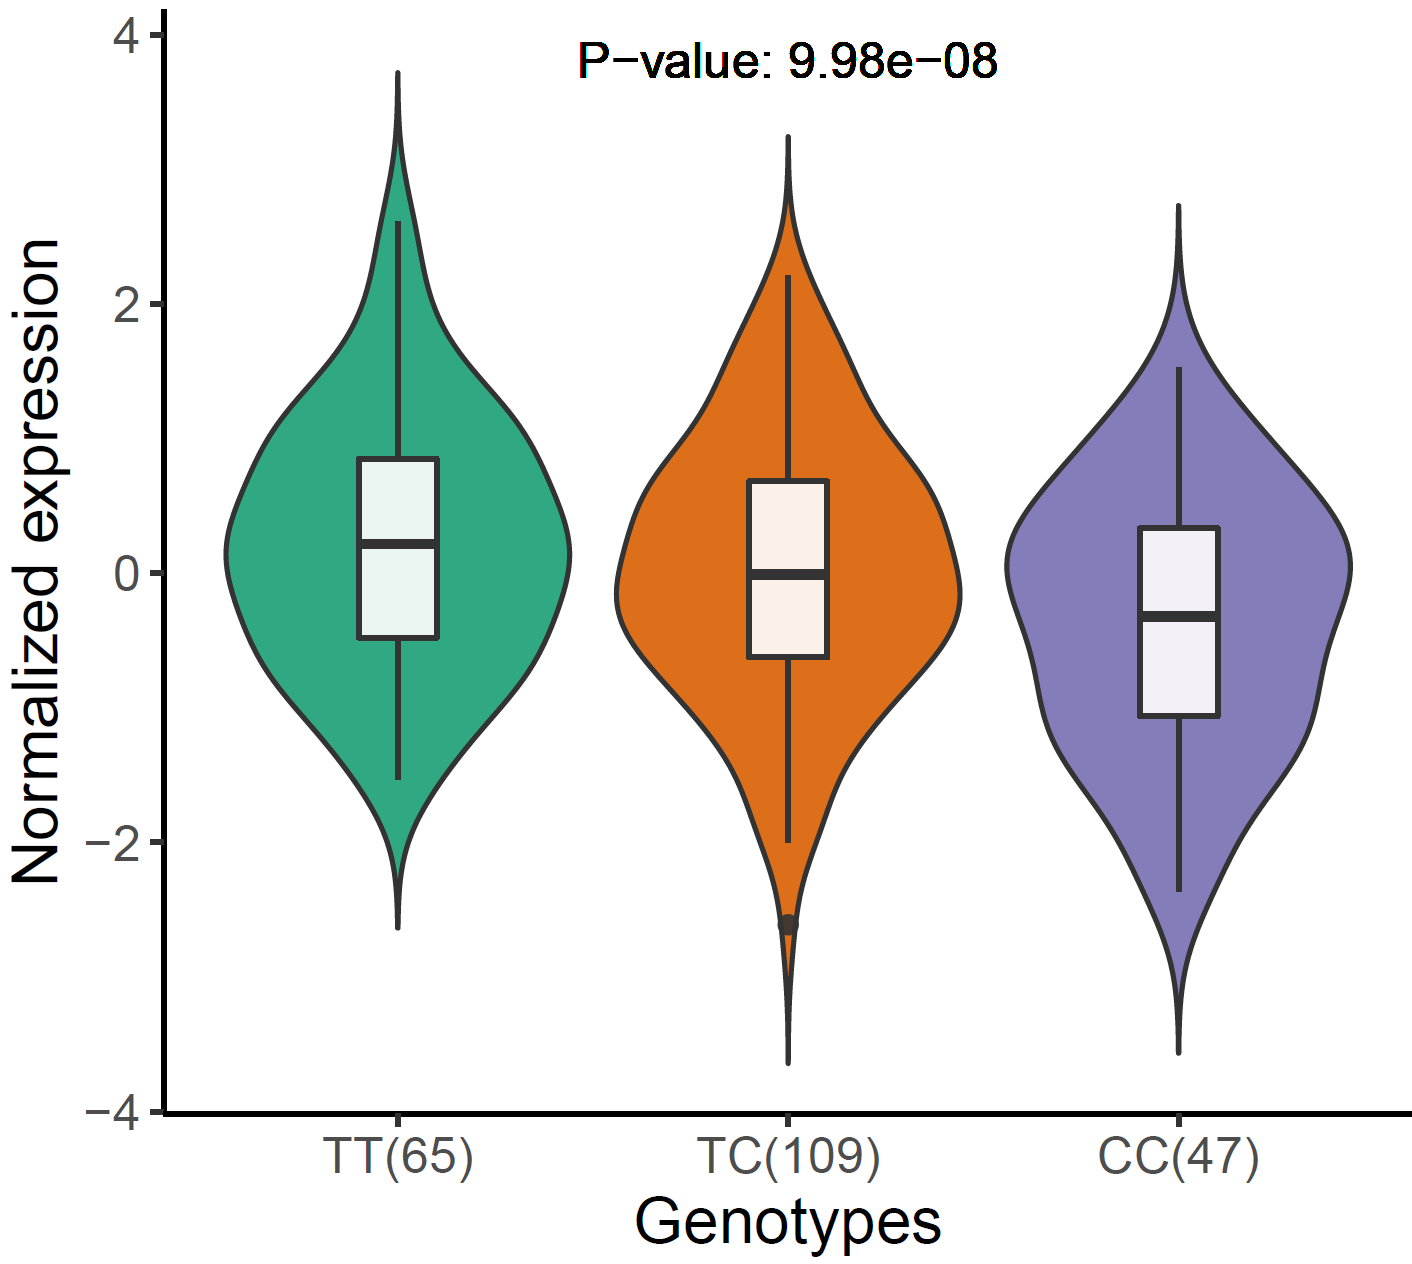 P−value: 9.98e−08
Normalized expression
4
2
0
−2
−4
TT(65)
TC(109)
CC(47)
Genotypes